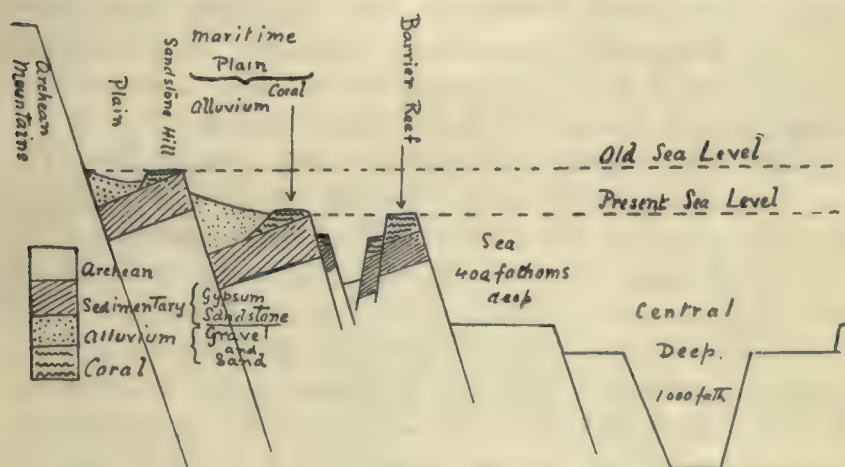 Archean
Mountains
Plain
Sandstone Hill
maritime
Plain
Coral
alluvium
Barrier Reef
Old Sea Level
Present Sea Level
Sea
400 fathoms
deep
Central
Deep.
1000 fath
Archean
Sedimentary { Gypsum
Sandstone
Alluvium { Gravel
and
Sand
Coral